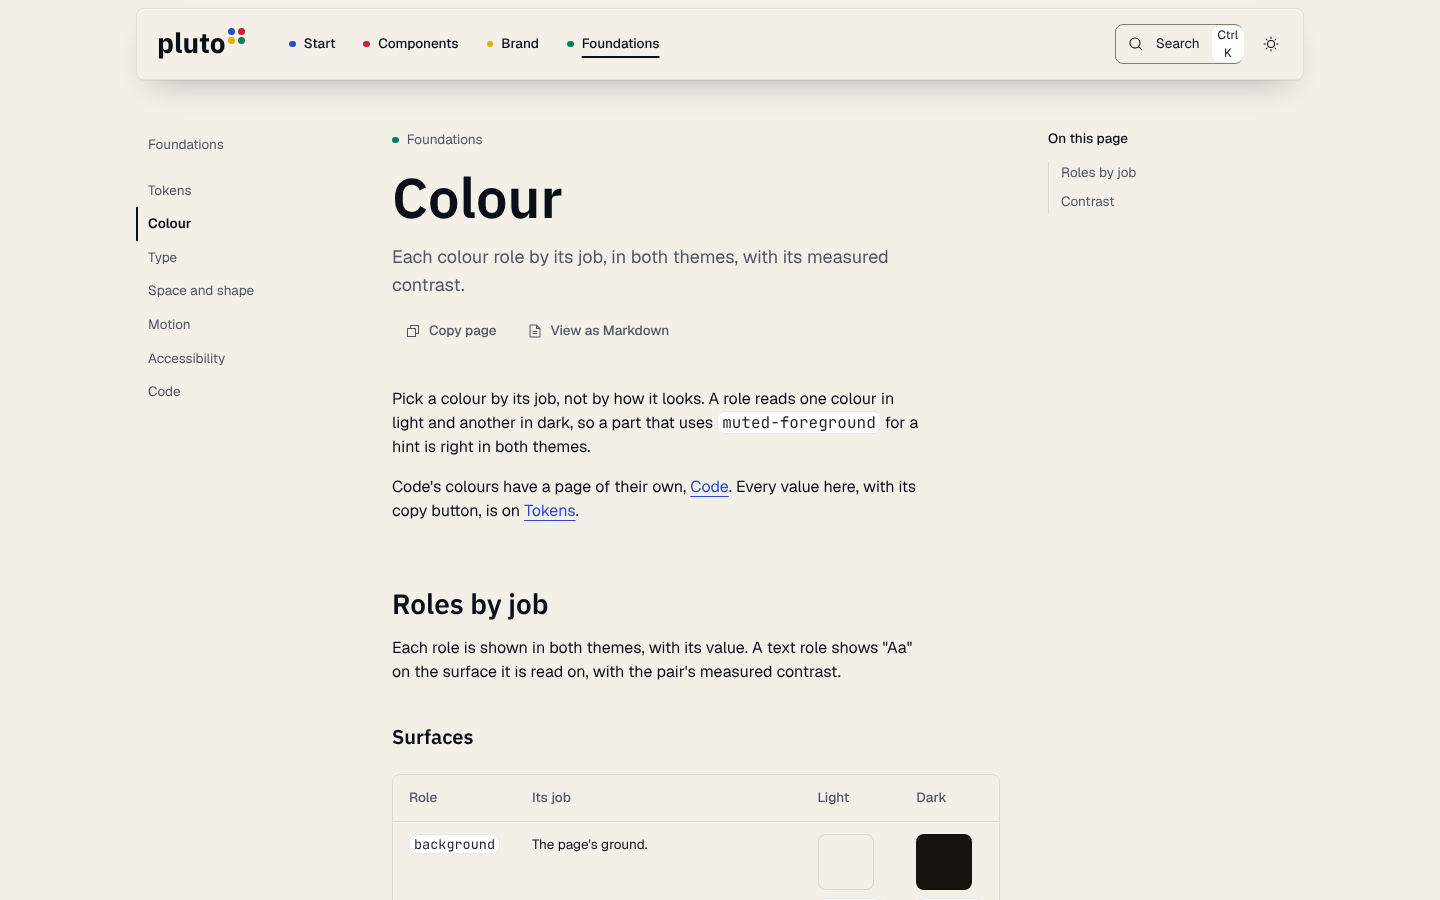 pluto
Start
Components
Brand
Foundations
Search
Ctrl
K
Foundations
Tokens
Colour
Type
Space and shape
Motion
Accessibility
Code
Foundations
Colour
Each colour role by its job, in both themes, with its measured
contrast.
Copy page
View as Markdown
Pick a colour by its job, not by how it looks. A role reads one colour in
light and another in dark, so a part that uses muted-foreground for a
hint is right in both themes.
Code's colours have a page of their own, Code. Every value here, with its
copy button, is on Tokens.
Roles by job
Each role is shown in both themes, with its value. A text role shows "Aa"
on the surface it is read on, with the pair's measured contrast.
Surfaces
Role
Its job
Light
Dark
background
The page's ground.
On this page
Roles by job
Contrast